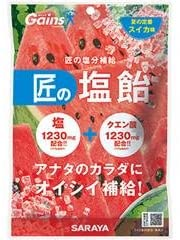 Gains
夏の定番
スイカ味
匠の塩分補給
匠の塩飴
塩
1230mg
配合!!
+
クエン酸
1230mg
配合!!
アナタのカラダに
オイシイ補給!
SARAYA